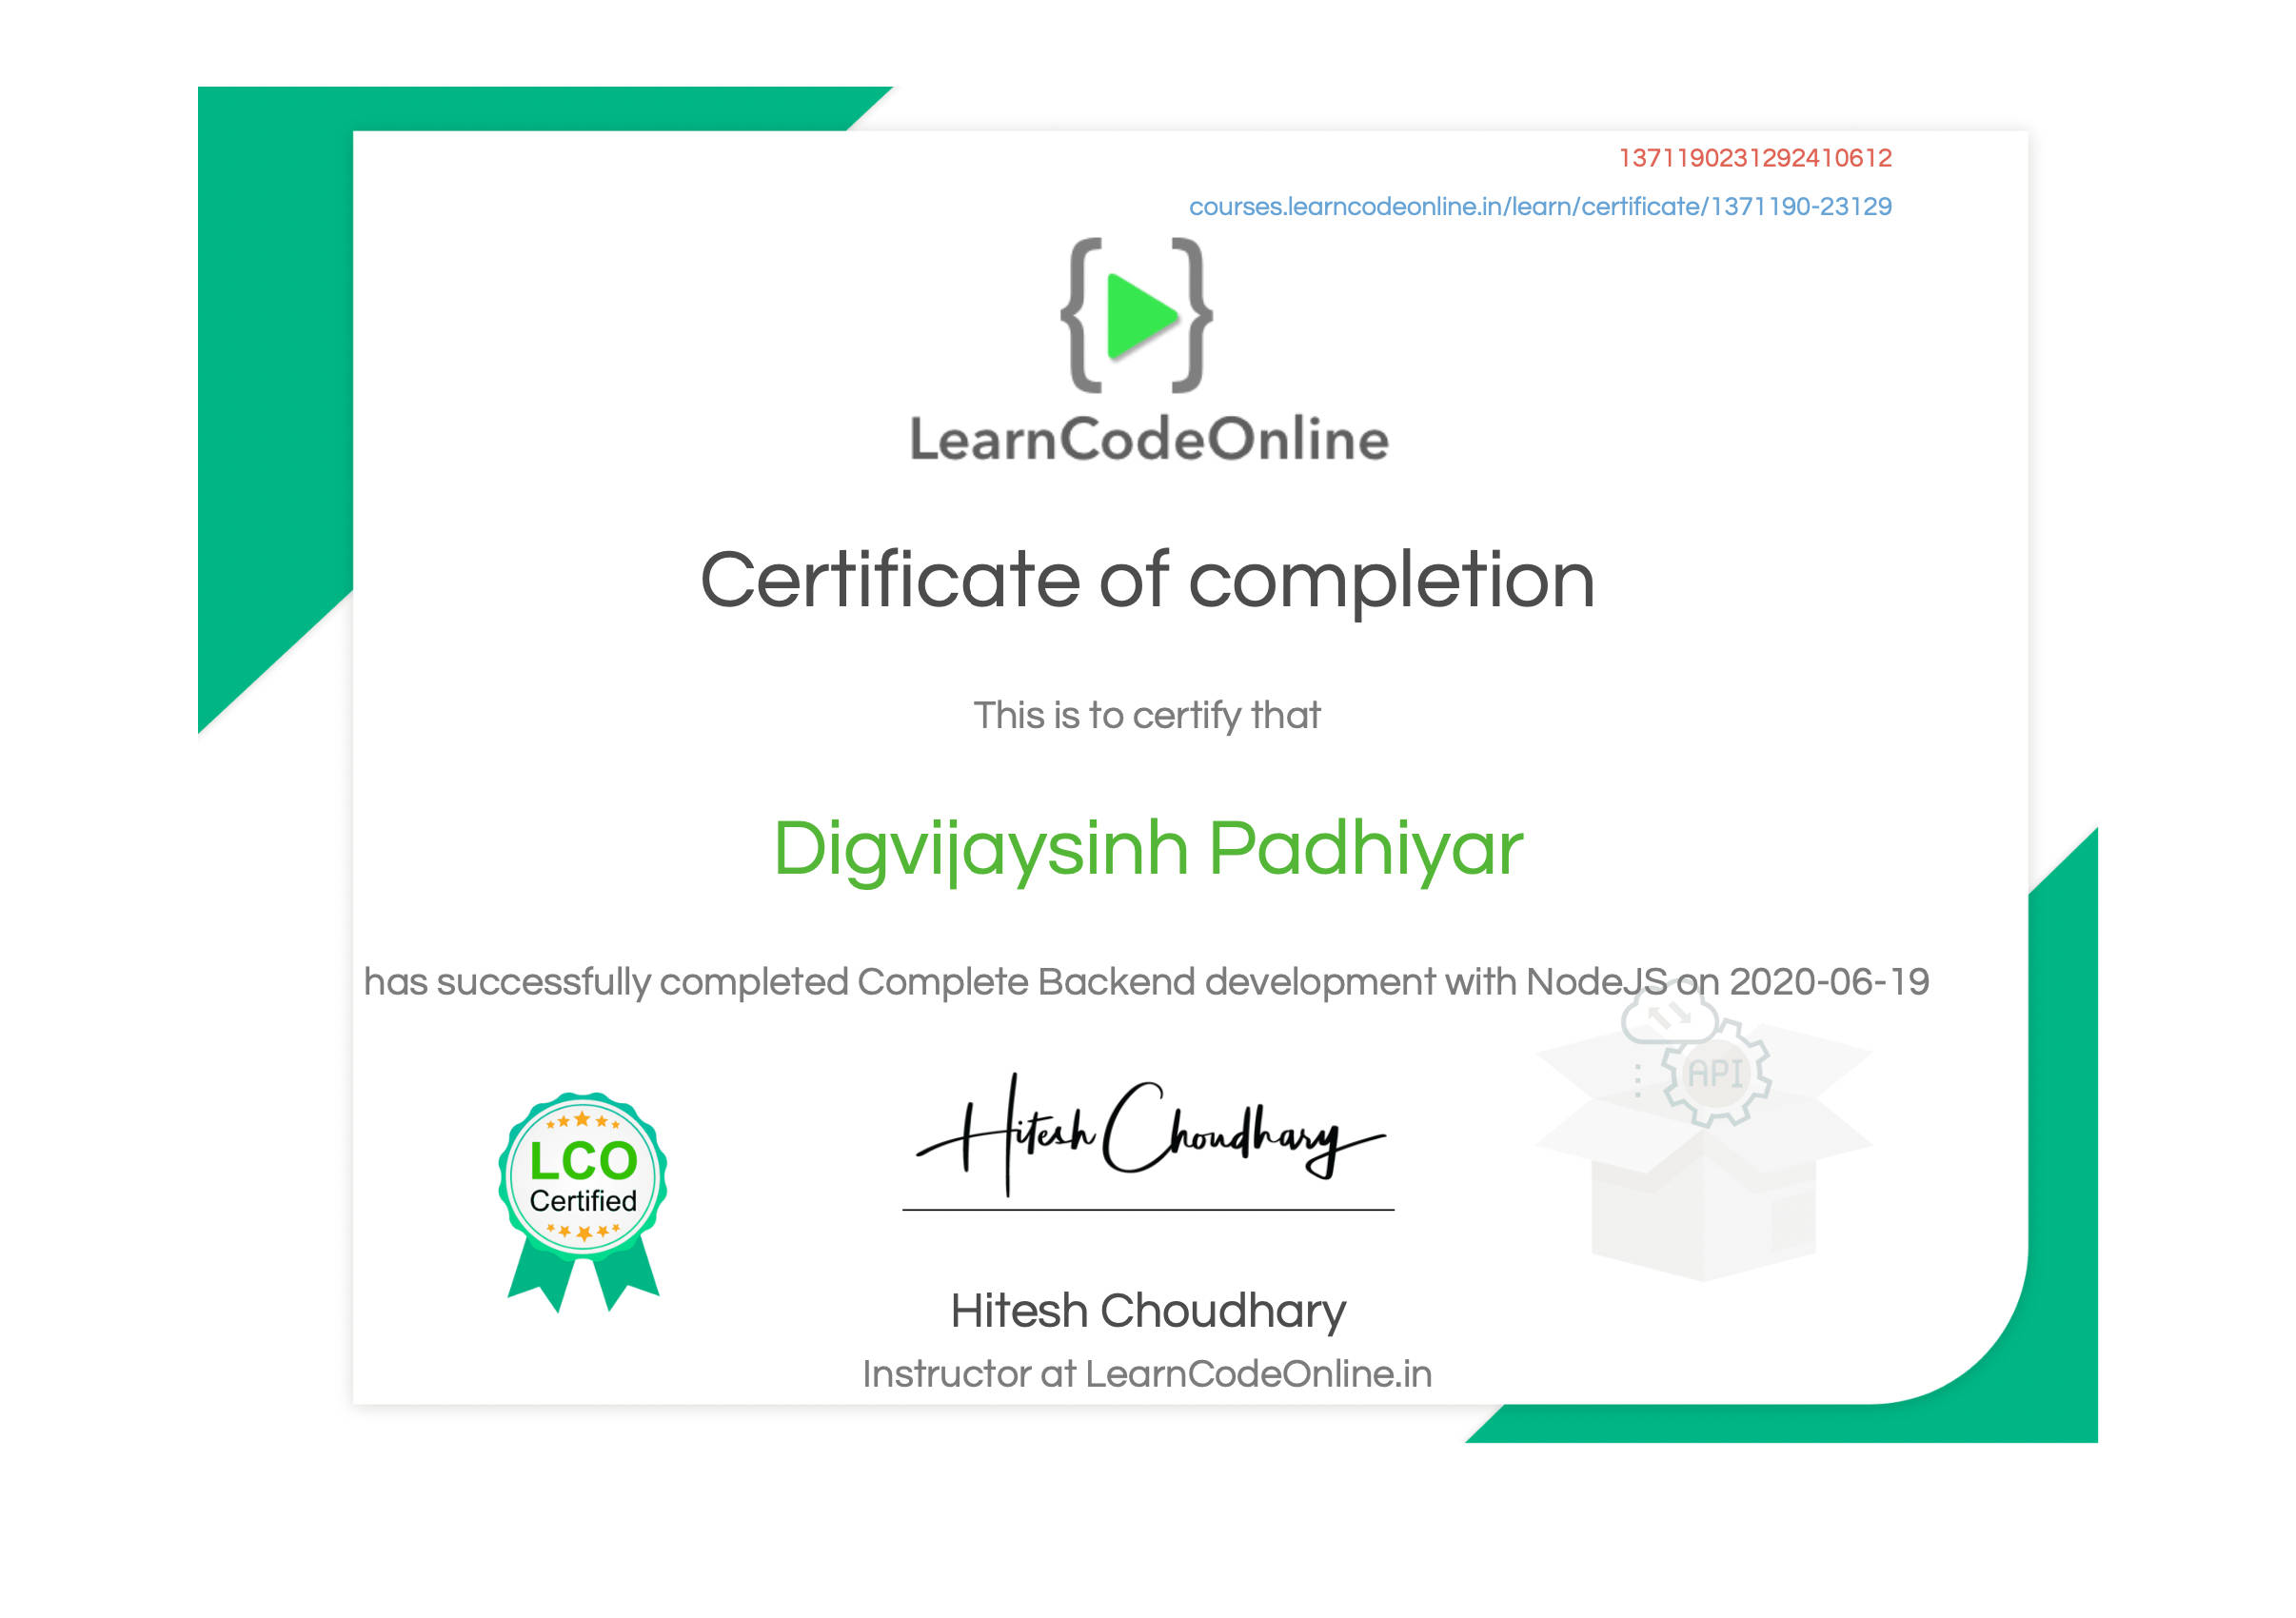 1371190231292410612
courses.learncodeonline.in/learn/certificate/1371190-23129
LearnCodeOnline
Certificate of completion
This is to certify that
Digvijaysinh Padhiyar
has successfully completed Complete Backend development with NodeJS on 2020-06-19
API
LCO
Certified
Hitesh Choudhary
Hitesh Choudhary
Instructor at LearnCodeOnline.in